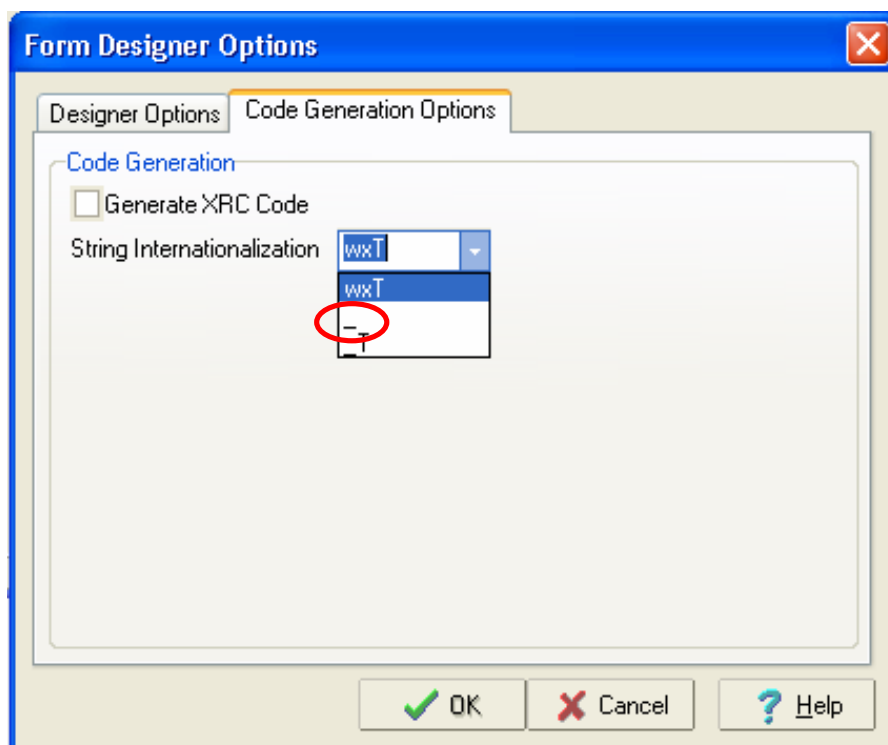 Form Designer Options
Designer Options Code Generation Options
Code Generation
Generate XRC Code
String Internationalization wxT
wxT
_
_T
OK Cancel ? Help